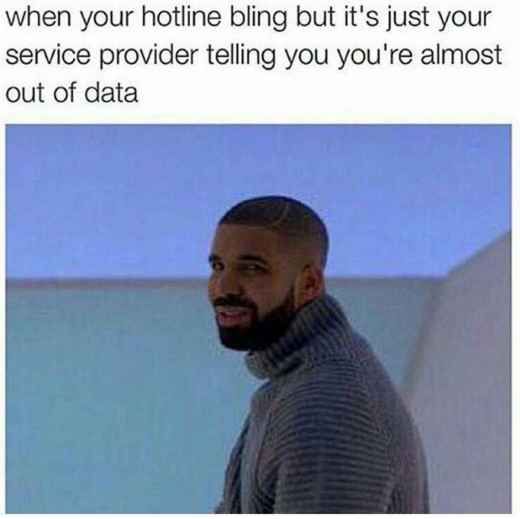 when your hotline bling but it's just your
service provider telling you you're almost
out of data